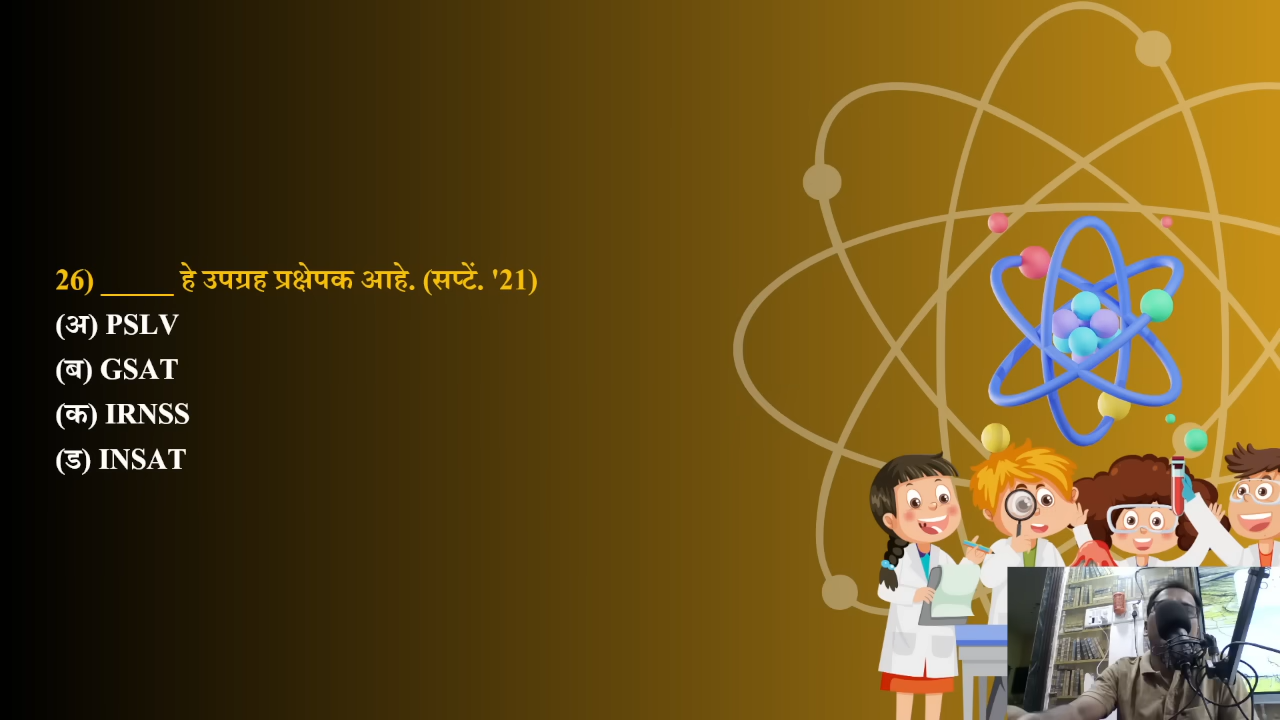 26) _____ हे उपग्रह प्रक्षेपक आहे. (सप्टें. '21)
(अ) PSLV
(ब) GSAT
(क) IRNSS
(ड) INSAT